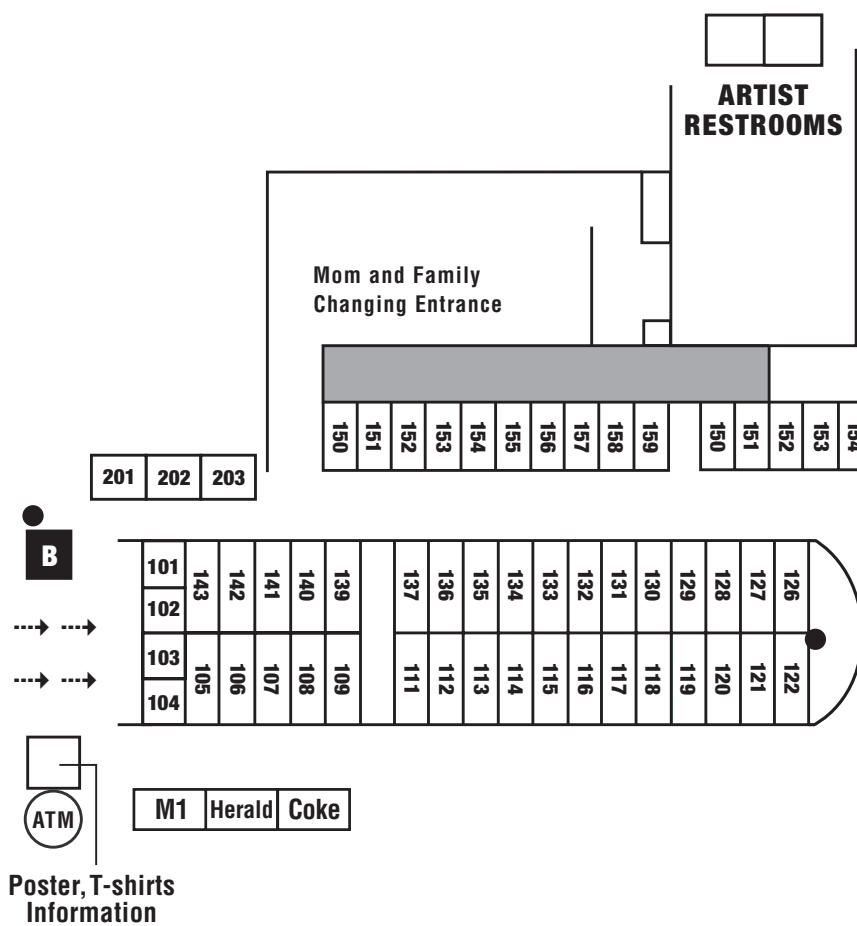 ARTIST
RESTROOMS
Mom and Family
Changing Entrance
150 151 152 153 154 155 156 157 158 159 150 151 152 153 154
201 202 203
B
101 143 142 141 140 139 137 136 135 134 133 132 131 130 129 128 127 126
102
103 105 106 107 108 109 111 112 113 114 115 116 117 118 119 120 121 122
104
M1 Herald Coke
ATM
Poster, T-shirts
Information